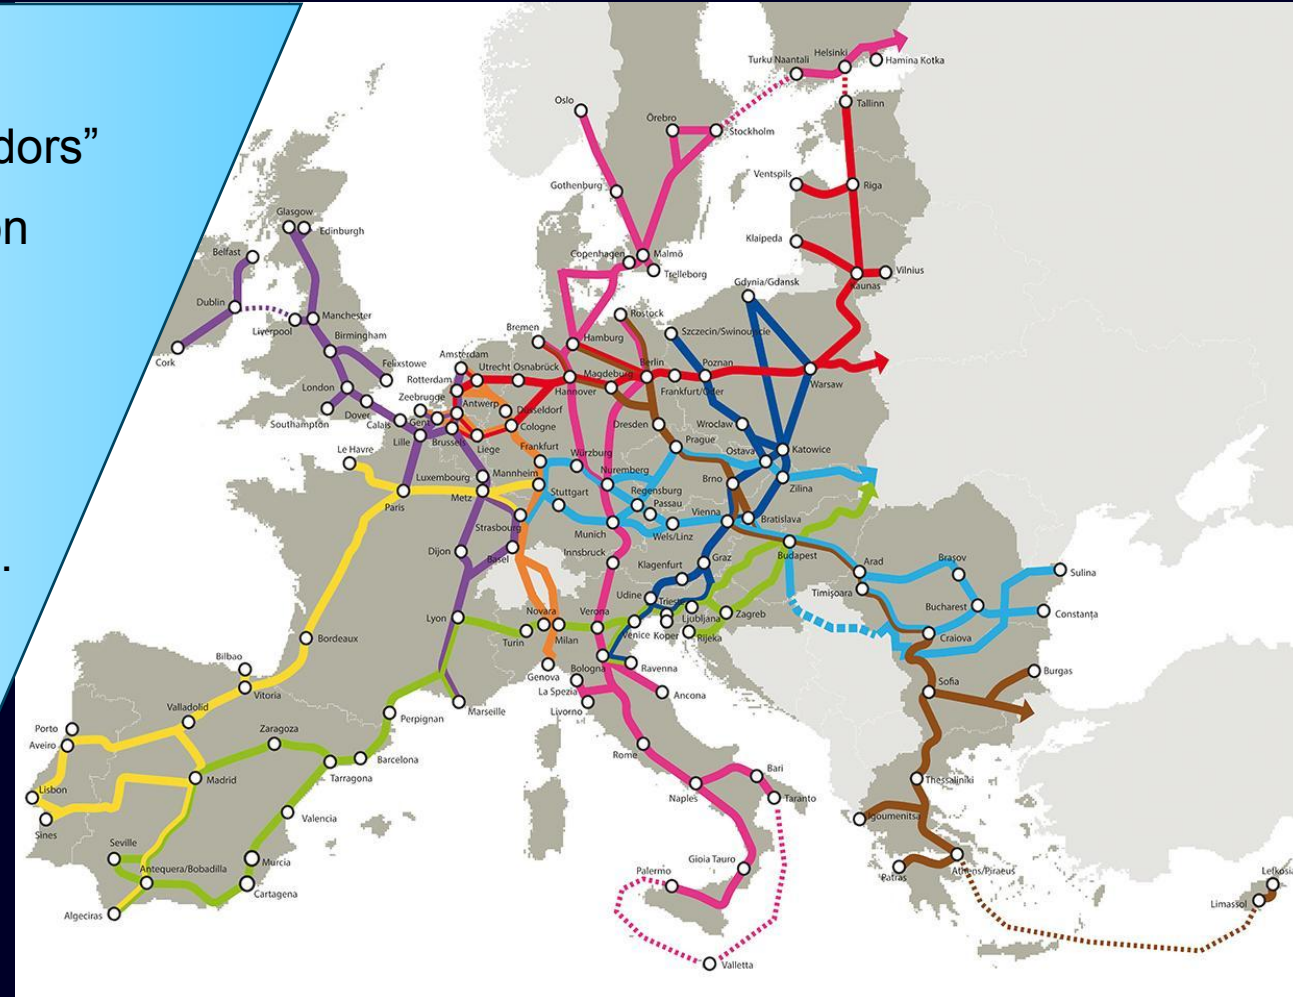 dors”
on
.
Oslo
Örebro
Stockholm
Turku Naantali
Helsinki
Hamina Kotka
Tallinn
Ventspils
Riga
Gothenburg
Klaipeda
Vilnius
Kaunas
Copenhagen
Malmö
Trelleborg
Glasgow
Edinburgh
Belfast
Dublin
Liverpool
Manchester
Birmingham
Cork
Felixstowe
London
Southampton
Dover
Calais
Gdynia/Gdansk
Rostock
Szczecin/Swinoujscie
Bremen
Hamburg
Amsterdam
Utrecht
Osnabrück
Rotterdam
Zeebrugge
Antwerp
Gent
Düsseldorf
Cologne
Lille
Brussels
Liege
Hannover
Magdeburg
Berlin
Frankfurt/Oder
Poznan
Warsaw
Dresden
Wroclaw
Prague
Ostava
Katowice
Le Havre
Paris
Luxembourg
Metz
Frankfurt
Mannheim
Würzburg
Nuremberg
Regensburg
Passau
Brno
Zilina
Stuttgart
Strasbourg
Munich
Wels/Linz
Vienna
Bratislava
Dijon
Basel
Innsbruck
Klagenfurt
Graz
Budapest
Arad
Brașov
Sulina
Timișoara
Bucharest
Constanța
Craiova
Lyon
Turin
Novara
Milan
Verona
Udine
Trieste
Venice
Koper
Ljubljana
Rijeka
Zagreb
Bordeaux
Genova
La Spezia
Livorno
Bologna
Ravenna
Ancona
Bilbao
Vitoria
Marseille
Sofia
Burgas
Porto
Aveiro
Valladolid
Zaragoza
Perpignan
Barcelona
Tarragona
Madrid
Rome
Lisbon
Sines
Valencia
Naples
Bari
Taranto
Thessaliniki
Igoumenitsa
Seville
Antequera/Bobadilla
Murcia
Cartagena
Algeciras
Palermo
Gioia Tauro
Patras
Athens/Piraeus
Valletta
Lefkosia
Limassol